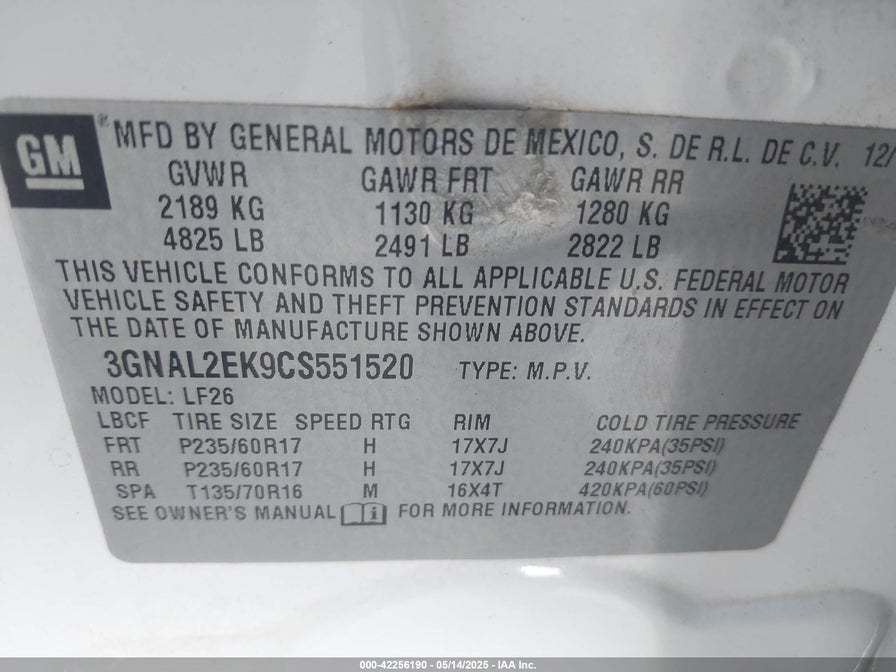 GM® MFD BY GENERAL MOTORS DE MEXICO, S. DE R.L. DE C.V. 12/
GVWR GAWR FRT GAWR RR
2189 KG 1130 KG 1280 KG
4825 LB 2491 LB 2822 LB
THIS VEHICLE CONFORMS TO ALL APPLICABLE U.S. FEDERAL MOTOR
VEHICLE SAFETY AND THEFT PREVENTION STANDARDS IN EFFECT ON
THE DATE OF MANUFACTURE SHOWN ABOVE.
3GNAL2EK9CS551520 TYPE: M.P.V.
MODEL: LF26
LBCF TIRE SIZE SPEED RTG RIM COLD TIRE PRESSURE
FRT P235/60R17 H 17X7J 240KPA(35PSI)
RR P235/60R17 H 17X7J 240KPA(35PSI)
SPA T135/70R16 M 16X4T 420KPA(60PSI)
SEE OWNER'S MANUAL FOR MORE INFORMATION.
000-42256190 - 05/14/2025 - IAA Inc.